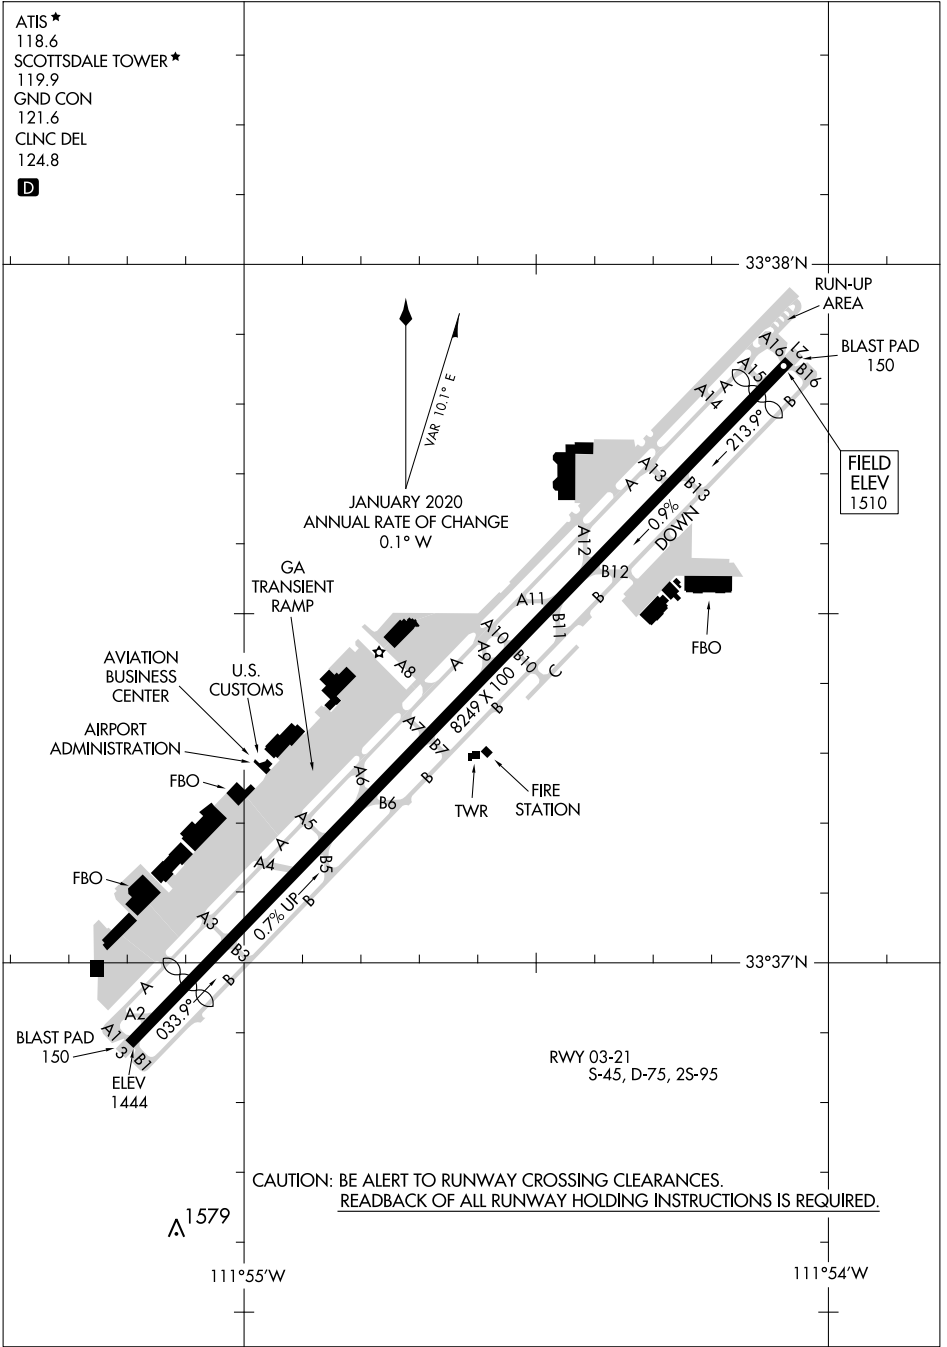 ATIS ★
118.6
SCOTTSDALE TOWER ★
119.9
GND CON
121.6
CLNC DEL
124.8
D
33°38'N
RUN-UP
AREA
BLAST PAD
150
21
A16
B16
A15
A
A14
B
213.9°
FIELD
ELEV
1510
VAR 10.1° E
JANUARY 2020
ANNUAL RATE OF CHANGE
0.1° W
A13
A
B13
0.9%
DOWN
A12
B12
GA
TRANSIENT
RAMP
A11
B
B11
FBO
A10
A9
B10
C
AVIATION
BUSINESS
CENTER
U.S.
CUSTOMS
A8
A
8249 X 100
B
AIRPORT
ADMINISTRATION
A7
B7
FBO
A6
B
B6
TWR
FIRE
STATION
A5
A
A4
B5
FBO
A3
0.7% UP
B
B3
33°37'N
A
B
033.9°
A2
A1
BLAST PAD
150
3
B1
ELEV
1444
RWY 03-21
S-45, D-75, 2S-95
CAUTION: BE ALERT TO RUNWAY CROSSING CLEARANCES.
READBACK OF ALL RUNWAY HOLDING INSTRUCTIONS IS REQUIRED.
1579
111°55'W
111°54'W